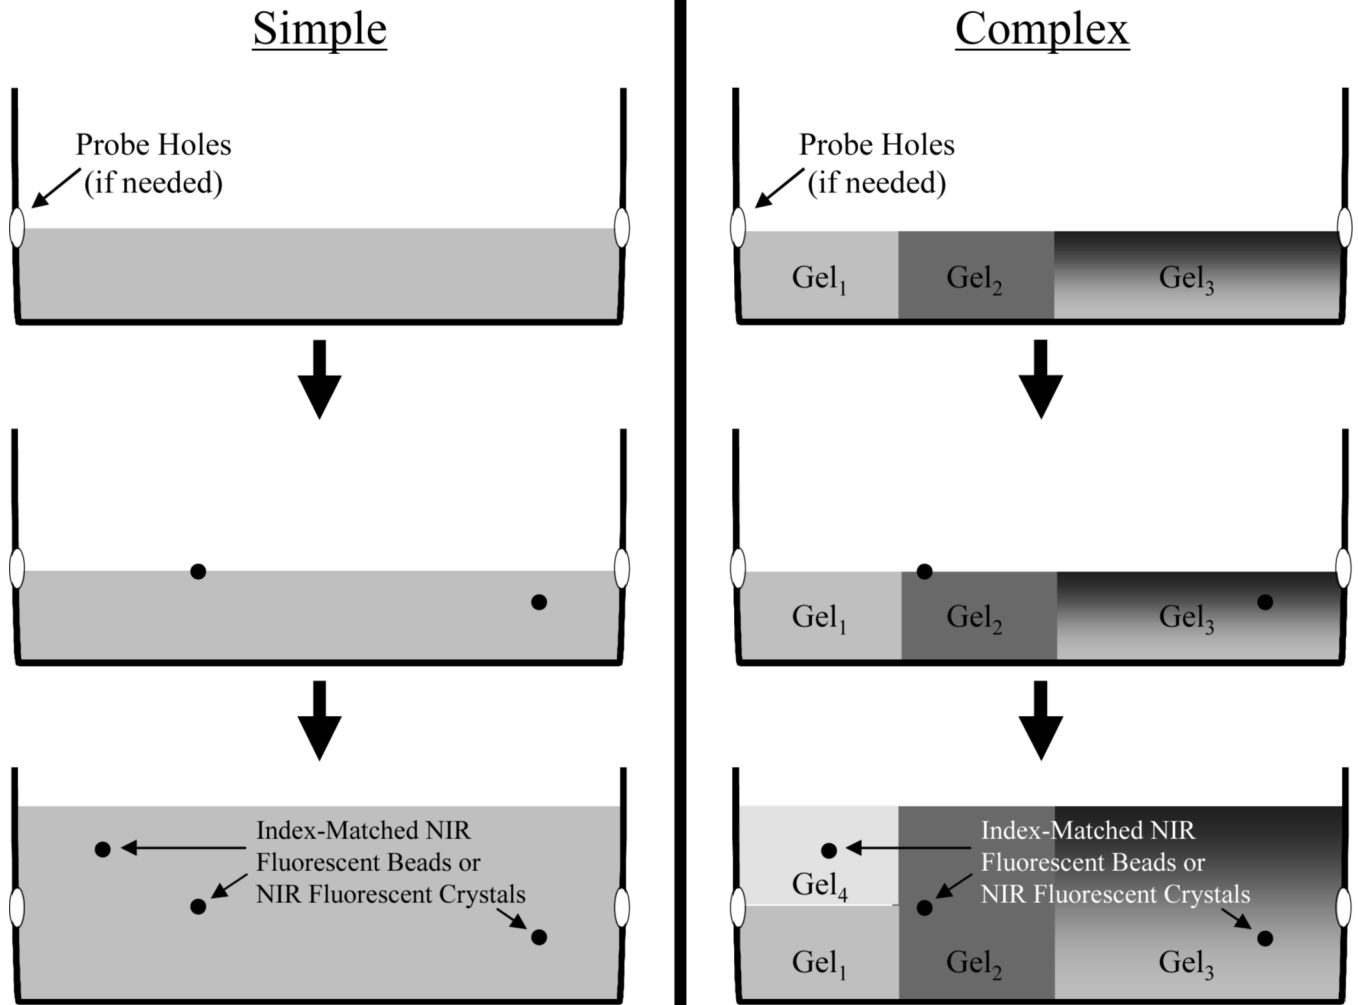 Simple
Complex
Probe Holes
(if needed)
Probe Holes
(if needed)
Gel1
Gel2
Gel3
Gel1
Gel2
Gel3
Index-Matched NIR
Fluorescent Beads or
NIR Fluorescent Crystals
Index-Matched NIR
Fluorescent Beads or
NIR Fluorescent Crystals
Gel4
Gel1
Gel2
Gel3